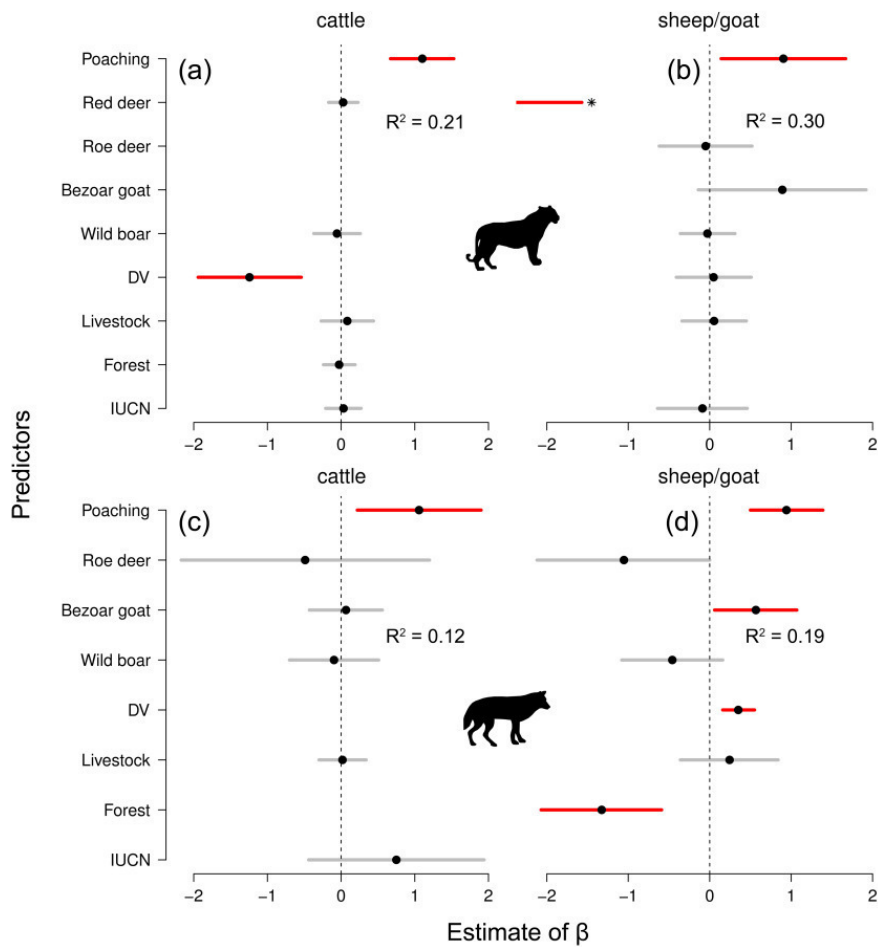 cattle
sheep/goat
Poaching
(a)
(b)
Red deer
*
R² = 0.21
R² = 0.30
Roe deer
Bezoar goat
Wild boar
DV
Livestock
Forest
IUCN
−2 −1 0 1 2
−2 −1 0 1 2
Predictors
cattle
sheep/goat
Poaching
(c)
(d)
Roe deer
Bezoar goat
R² = 0.12
R² = 0.19
Wild boar
DV
Livestock
Forest
IUCN
−2 −1 0 1 2
−2 −1 0 1 2
Estimate of β